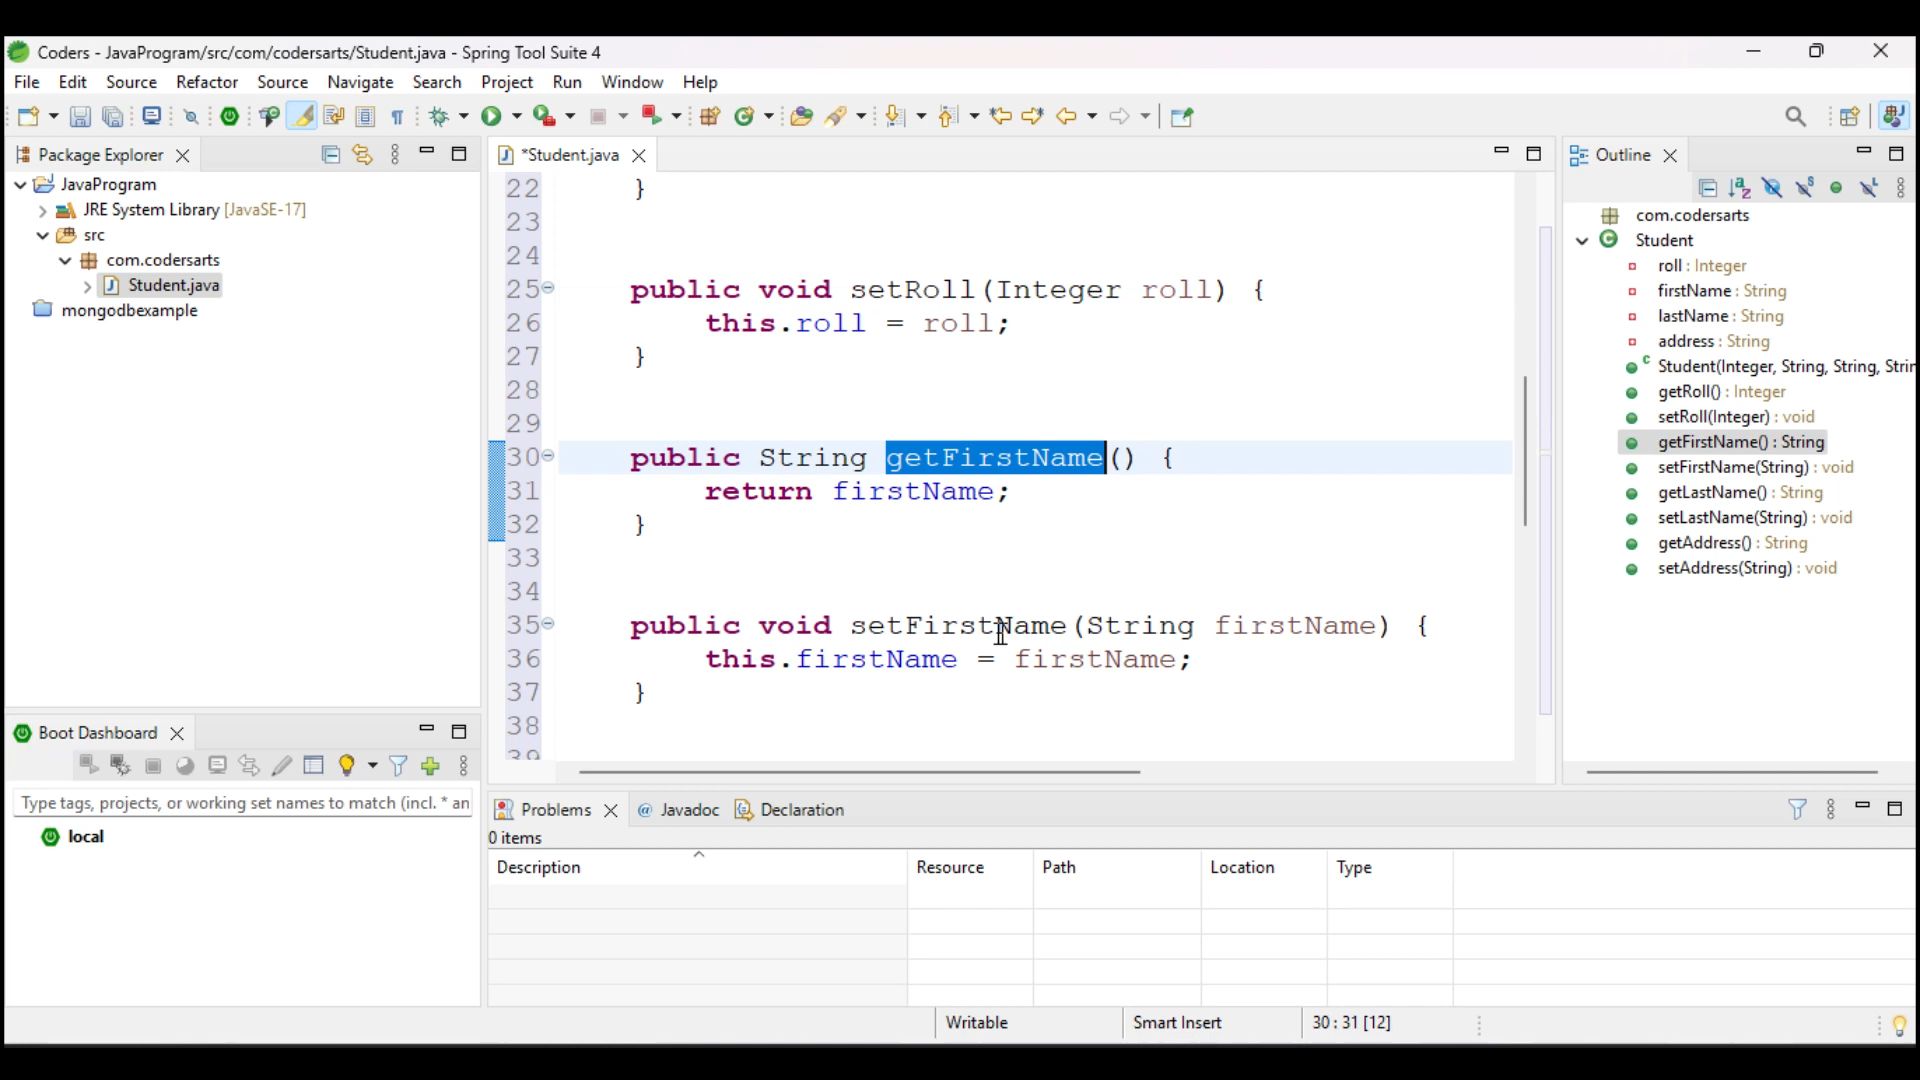 Coders - JavaProgram/src/com/codersarts/Student.java - Spring Tool Suite 4
File Edit Source Refactor Source Navigate Search Project Run Window Help
Package Explorer
JavaProgram
JRE System Library [JavaSE-17]
src
com.codersarts
Student.java
mongodbexample
Boot Dashboard
Type tags, projects, or working set names to match (incl. * an
local
*Student.java
22 }
23
24
25 public void setRoll(Integer roll) {
26 this.roll = roll;
27 }
28
29
30 public String getFirstName() {
31 return firstName;
32 }
33
34
35 public void setFirstName(String firstName) {
36 this.firstName = firstName;
37 }
38
39
Outline
com.codersarts
Student
roll : Integer
firstName : String
lastName : String
address : String
Student(Integer, String, String, Strin
getRoll() : Integer
setRoll(Integer) : void
getFirstName() : String
setFirstName(String) : void
getLastName() : String
setLastName(String) : void
getAddress() : String
setAddress(String) : void
Problems Javadoc Declaration
0 items
Description Resource Path Location Type
Writable Smart Insert 30 : 31 [12]